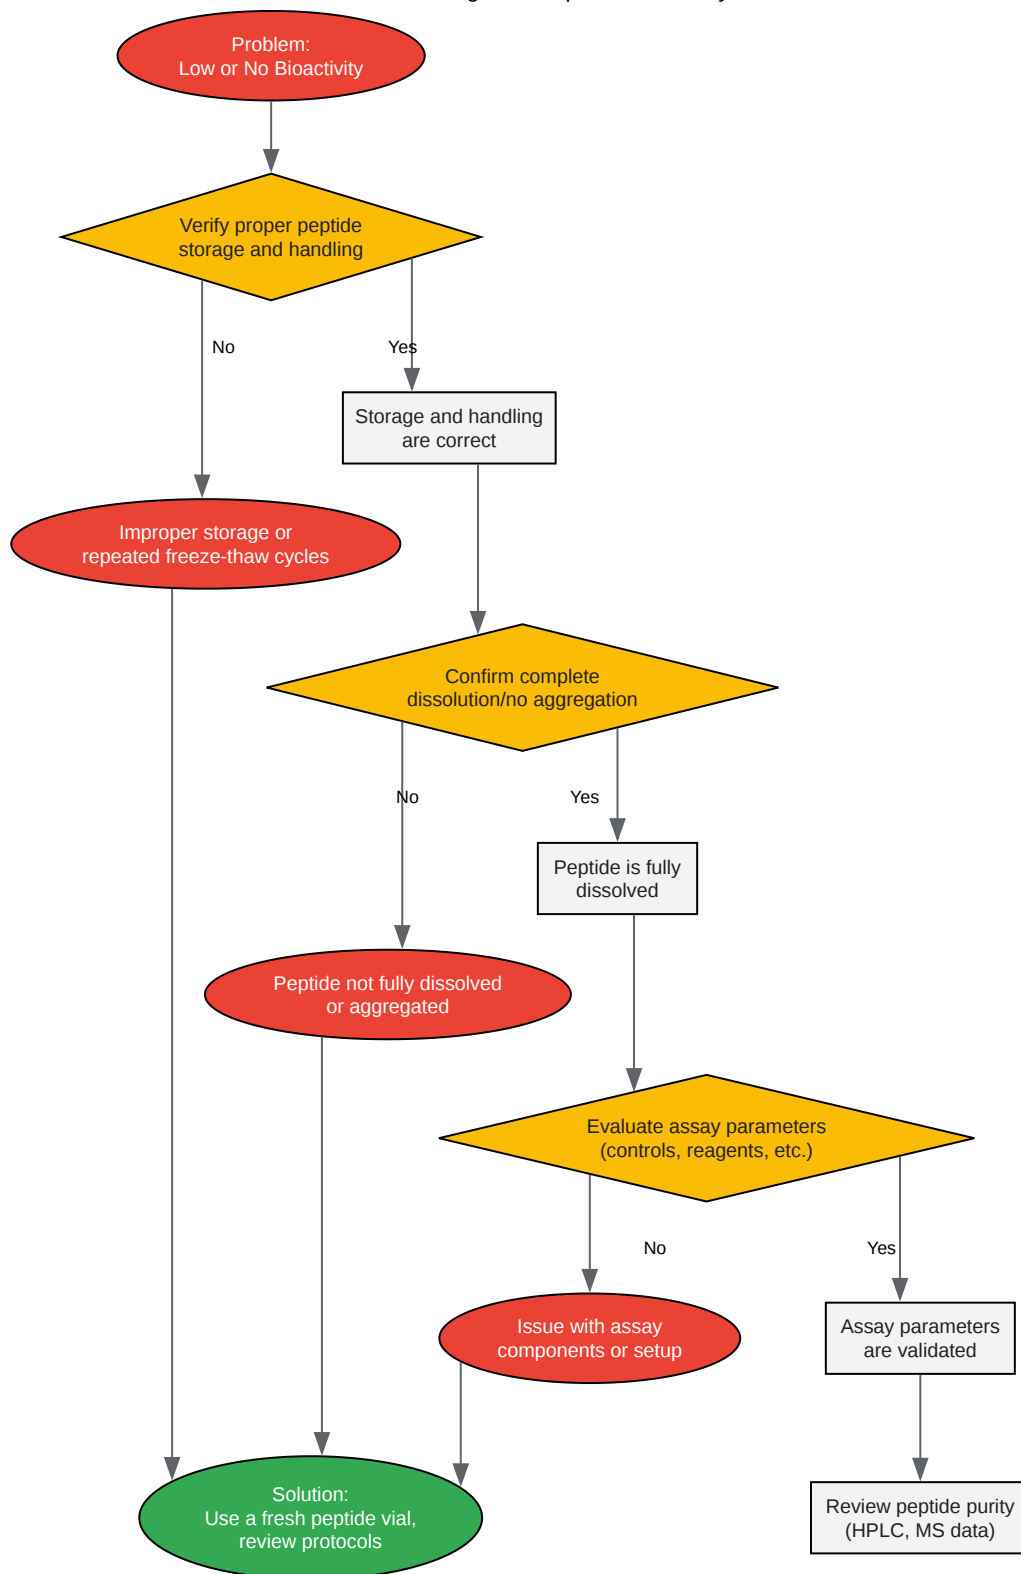 Problem:
Low or No Bioactivity
Verify proper peptide
storage and handling
No
Yes
Storage and handling
are correct
Improper storage or
repeated freeze-thaw cycles
Confirm complete
dissolution/no aggregation
No
Yes
Peptide is fully
dissolved
Peptide not fully dissolved
or aggregated
Evaluate assay parameters
(controls, reagents, etc.)
No
Yes
Issue with assay
components or setup
Assay parameters
are validated
Solution:
Use a fresh peptide vial,
review protocols
Review peptide purity
(HPLC, MS data)